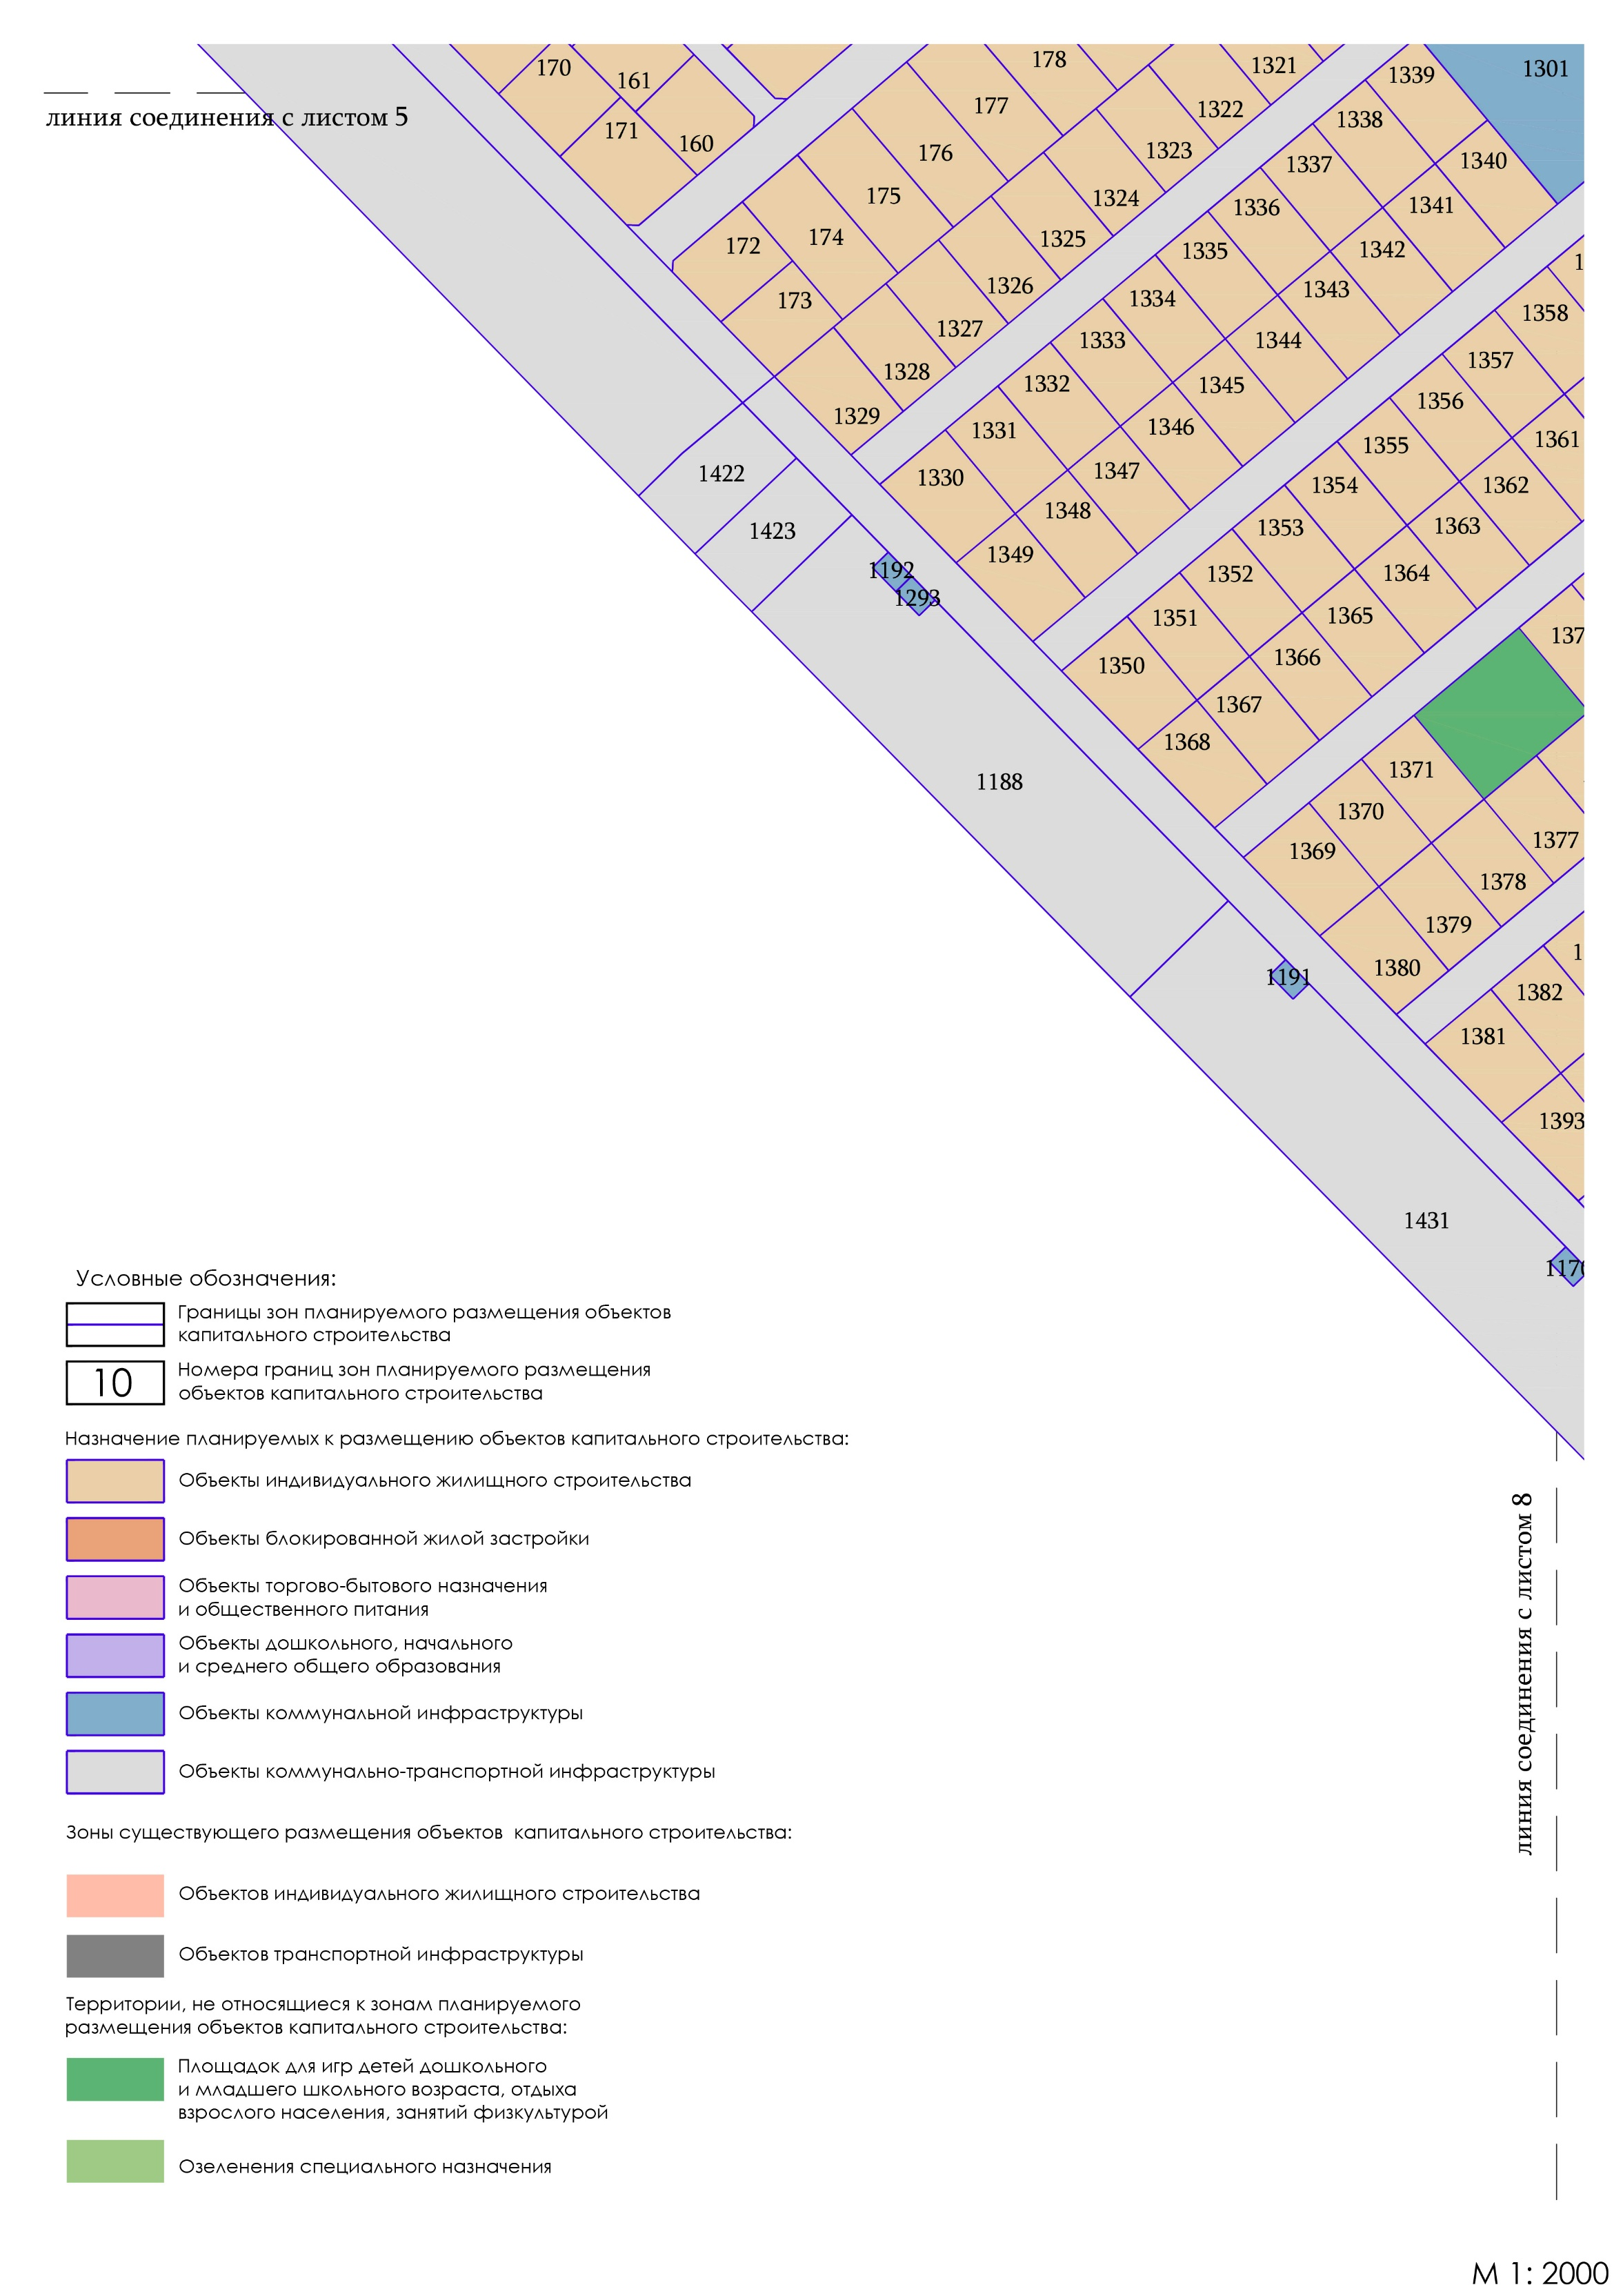 линия соединения с листом 5
170
161
171
160
178
177
176
175
174
172
173
1321
1322
1323
1324
1325
1326
1327
1328
1329
1339
1338
1337
1336
1335
1334
1333
1332
1331
1330
1301
1340
1341
1342
1343
1344
1345
1346
1347
1348
1349
1358
1357
1356
1355
1354
1353
1352
1351
1350
1361
1362
1363
1364
1365
1366
1367
1368
1422
1423
1192
1293
1188
1371
1370
1369
1377
1378
1379
1380
1191
1382
1381
1393
1431
Условные обозначения:
Границы зон планируемого размещения объектов
капитального строительства
10
Номера границ зон планируемого размещения
объектов капитального строительства
Назначение планируемых к размещению объектов капитального строительства:
Объекты индивидуального жилищного строительства
Объекты блокированной жилой застройки
Объекты торгово-бытового назначения
и общественного питания
Объекты дошкольного, начального
и среднего общего образования
Объекты коммунальной инфраструктуры
Объекты коммунально-транспортной инфраструктуры
Зоны существующего размещения объектов капитального строительства:
Объектов индивидуального жилищного строительства
Объектов транспортной инфраструктуры
Территории, не относящиеся к зонам планируемого
размещения объектов капитального строительства:
Площадок для игр детей дошкольного
и младшего школьного возраста, отдыха
взрослого населения, занятий физкультурой
Озеленения специального назначения
линия соединения с листом 8
М 1: 2000